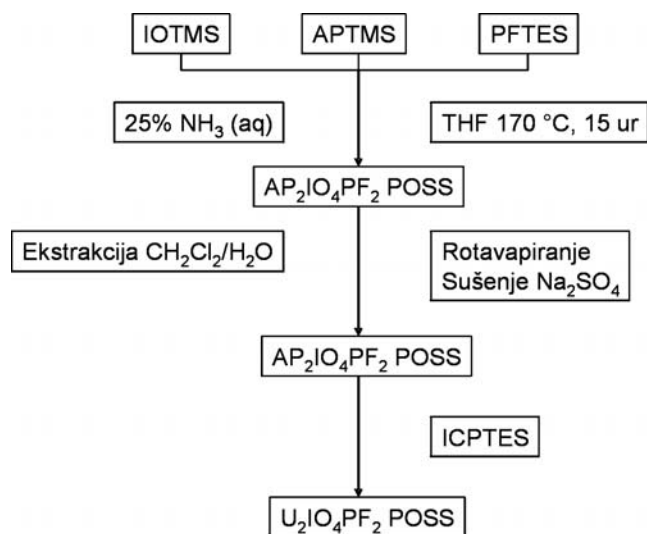 IOTMS
APTMS
PFTES
25% NH₃ (aq)
THF 170 °C, 15 ur
AP₂IO₄PF₂ POSS
Ekstrakcija CH₂Cl₂/H₂O
Rotavapiranje
Sušenje Na₂SO₄
AP₂IO₄PF₂ POSS
ICPTES
U₂IO₄PF₂ POSS